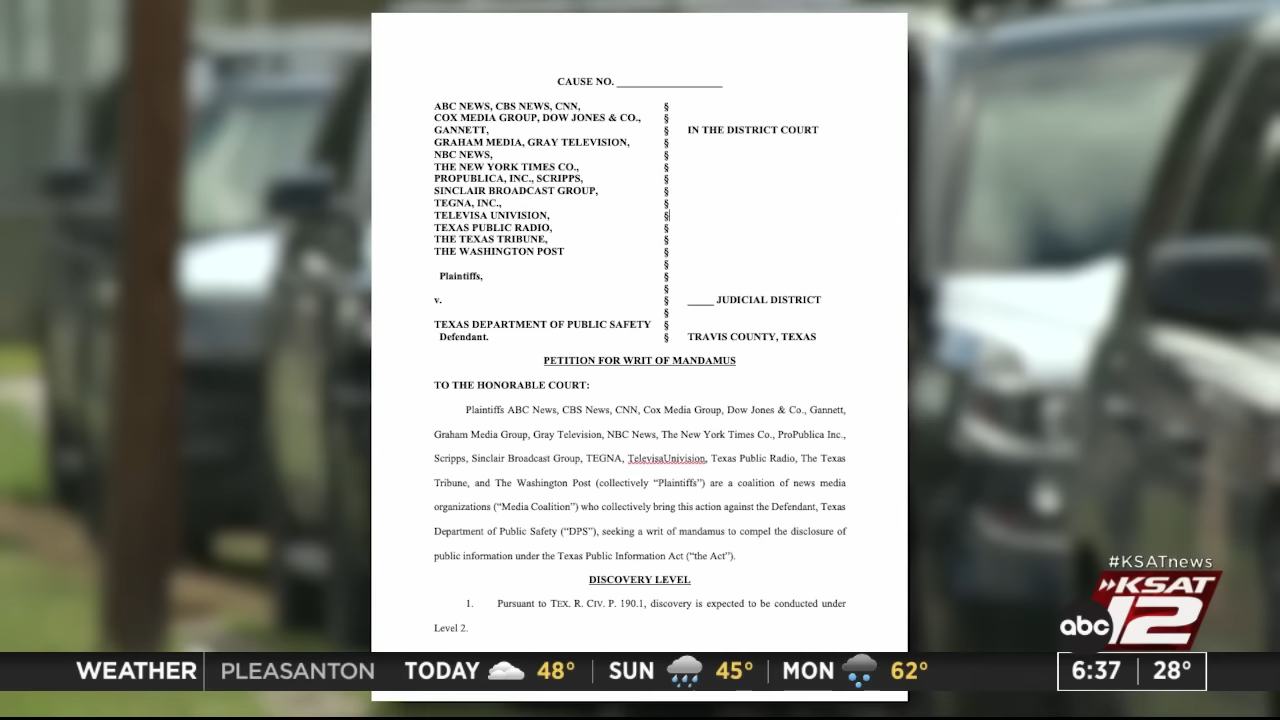 CAUSE NO. ____________________
ABC NEWS, CBS NEWS, CNN, §
COX MEDIA GROUP, DOW JONES & CO., §
GANNETT, § IN THE DISTRICT COURT
GRAHAM MEDIA, GRAY TELEVISION, §
NBC NEWS, §
THE NEW YORK TIMES CO., §
PROPUBLICA, INC., SCRIPPS, §
SINCLAIR BROADCAST GROUP, §
TEGNA, INC., §
TELEVISA UNIVISION, §
TEXAS PUBLIC RADIO, §
THE TEXAS TRIBUNE, §
THE WASHINGTON POST §
§
Plaintiffs, §
§
v. § _____ JUDICIAL DISTRICT
§
TEXAS DEPARTMENT OF PUBLIC SAFETY §
Defendant. § TRAVIS COUNTY, TEXAS
PETITION FOR WRIT OF MANDAMUS
TO THE HONORABLE COURT:
Plaintiffs ABC News, CBS News, CNN, Cox Media Group, Dow Jones & Co., Gannett,
Graham Media Group, Gray Television, NBC News, The New York Times Co., ProPublica Inc.,
Scripps, Sinclair Broadcast Group, TEGNA, TelevisaUnivision, Texas Public Radio, The Texas
Tribune, and The Washington Post (collectively “Plaintiffs”) are a coalition of news media
organizations (“Media Coalition”) who collectively bring this action against the Defendant, Texas
Department of Public Safety (“DPS”), seeking a writ of mandamus to compel the disclosure of
public information under the Texas Public Information Act (“the Act”).
DISCOVERY LEVEL
1. Pursuant to TEX. R. CIV. P. 190.1, discovery is expected to be conducted under
Level 2.
#KSATnews
KSAT
abc 12
WEATHER PLEASANTON TODAY 48° SUN 45° MON 62° 6:37 28°